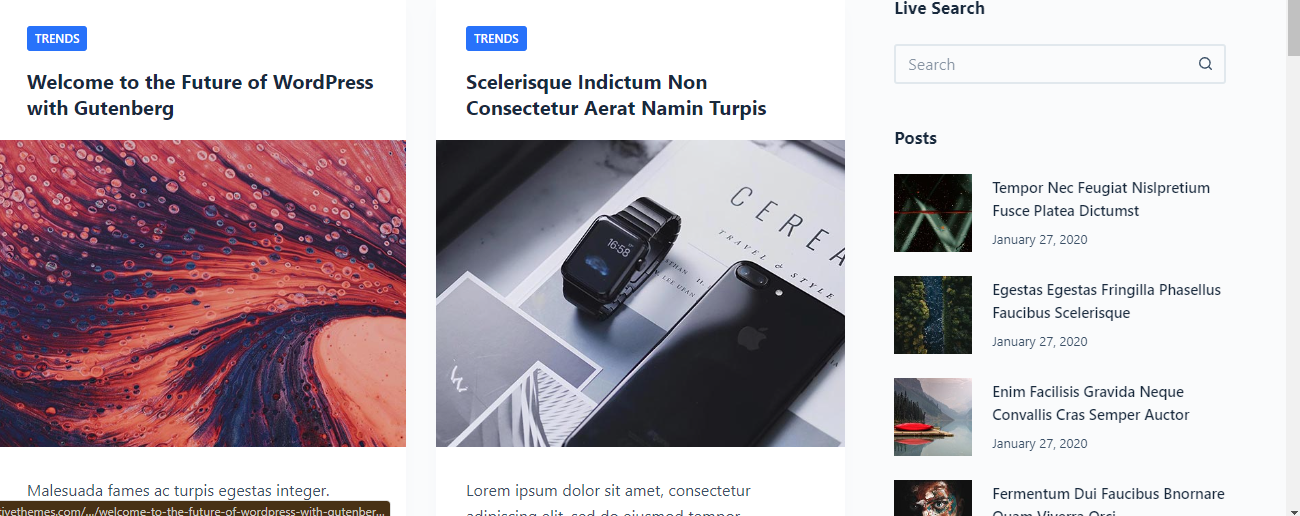 TRENDS
Welcome to the Future of WordPress
with Gutenberg
Malesuada fames ac turpis egestas integer.
ivethemes.com/.../welcome-to-the-future-of-wordpress-with-gutenber...
TRENDS
Scelerisque Indictum Non
Consectetur Aerat Namin Turpis
CEREA
TRAVEL & STYLE
16:58
LEE UFAN
iPhone
Lorem ipsum dolor sit amet, consectetur
adipiscing elit, sed do eiusmod tempor
Live Search
Search
Posts
Tempor Nec Feugiat Nislpretium
Fusce Platea Dictumst
January 27, 2020
Egestas Egestas Fringilla Phasellus
Faucibus Scelerisque
January 27, 2020
Enim Facilisis Gravida Neque
Convallis Cras Semper Auctor
January 27, 2020
Fermentum Dui Faucibus Bnornare
Quam Viverra Orci